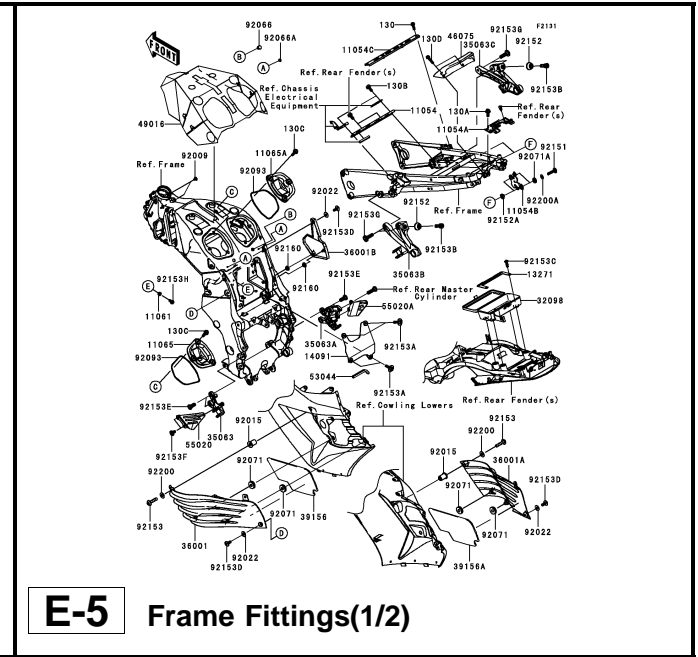 92066
92066A
130
F2131
FRONT
130D
46075
92153G
11054C
35063C
92152
B
A
Ref.Rear Fender(s)
92153B
Ref.Chassis
Electrical
Equipment
130B
11054
130A
Ref.Rear
Fender(s)
49016
130C
11054A
11065A
F
92151
Ref.Frame
92009
92093
92071A
C
92022
92152
F
92200A
B
92153G
Ref.Frame
11054B
92152A
A
92153D
92160
36001B
92153B
92153C
A
92153E
35063B
13271
E
92153H
E
92160
Ref.Rear Master
Cylinder
32098
D
55020A
11061
130C
11065
35063A
92093
14091
92153A
C
53044
92153A
Ref.Rear Fender(s)
92153E
Ref.Cowling Lowers
92015
92153
35063
92200
55020
92015
92153F
36001A
92200
92071
92071
92153D
92153
92071
39156
D
92071
92022
36001
92022
92153D
39156A
E-5 Frame Fittings(1/2)